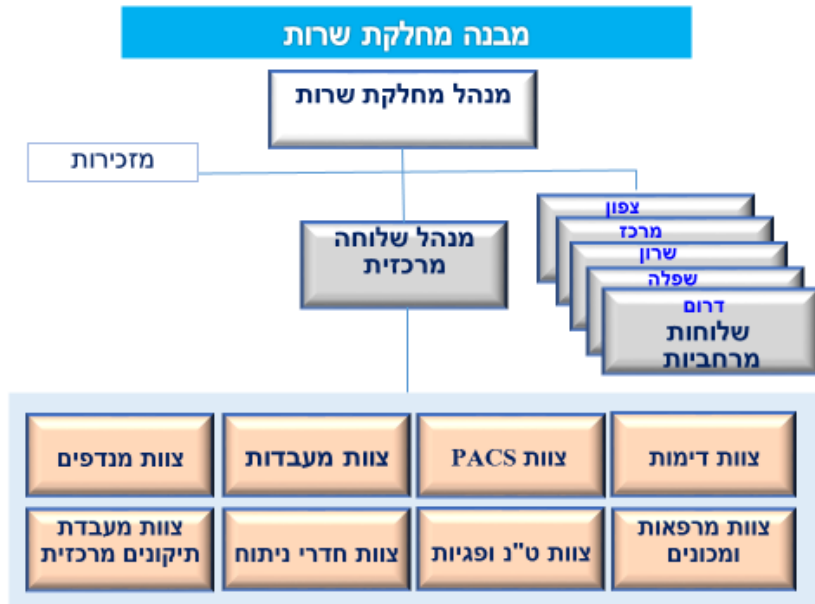 מבנה מחלקת שרות
מנהל מחלקת שרות
מזכירות
צפון
מרכז
שרון
שפלה
דרום
שלוחות
מרחביות
מנהל שלוחה
מרכזית
צוות דימות
צוות PACS
צוות מעבדות
צוות מנדפים
צוות מרפאות
ומכונים
צוות ט"נ ופגיות
צוות חדרי ניתוח
צוות מעבדת
תיקונים מרכזית